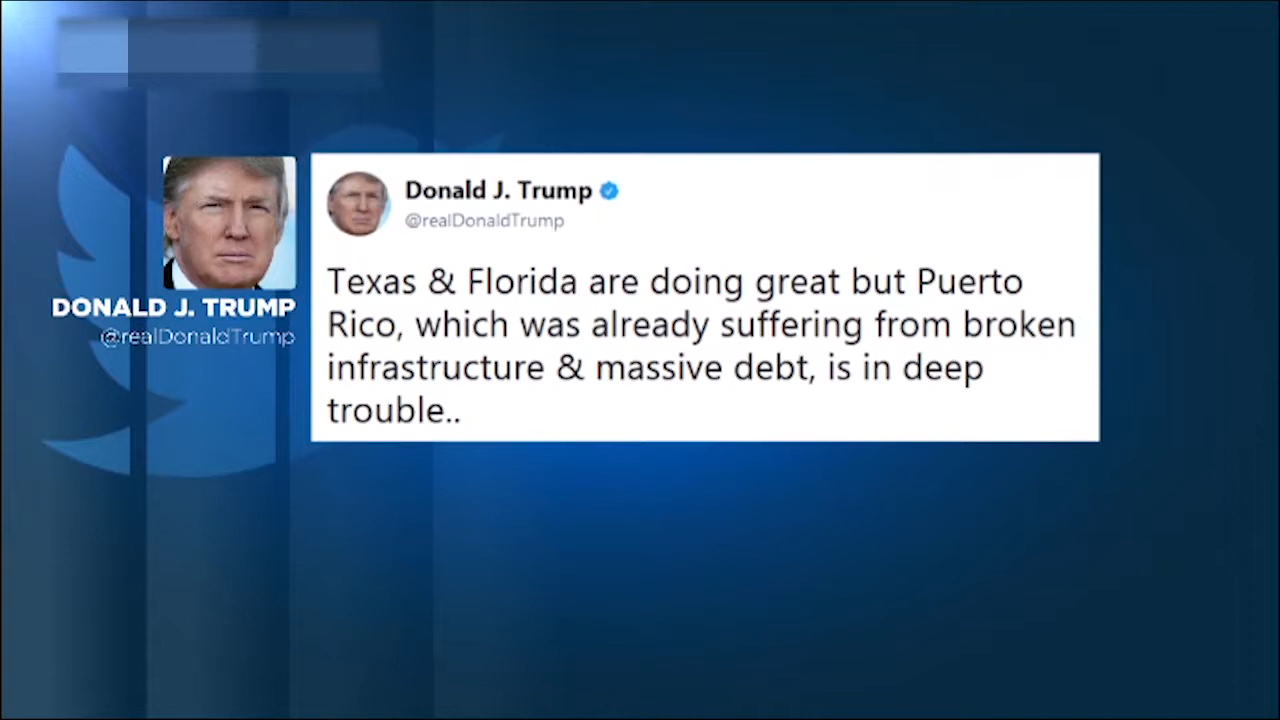 DONALD J. TRUMP
@realDonaldTrump
Donald J. Trump
@realDonaldTrump
Texas & Florida are doing great but Puerto
Rico, which was already suffering from broken
infrastructure & massive debt, is in deep
trouble..